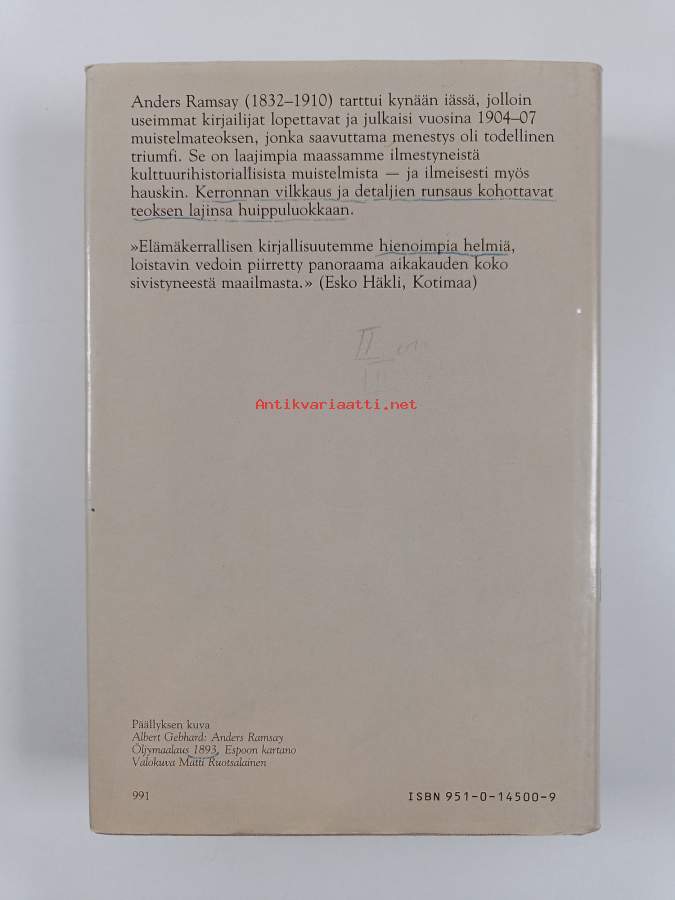 Anders Ramsay (1832–1910) tarttui kynään iässä, jolloin
useimmat kirjailijat lopettavat ja julkaisi vuosina 1904–07
muistelmateoksen, jonka saavuttama menestys oli todellinen
triumfi. Se on laajimpia maassamme ilmestyneistä
kulttuurihistoriallisista muistelmista — ja ilmeisesti myös
hauskin. Kerronnan vilkkaus ja detaljien runsaus kohottavat
teoksen lajinsa huippuluokkaan.
»Elämäkerrallisen kirjallisuutemme hienoimpia helmiä,
loistavin vedoin piirretty panoraama aikakauden koko
sivistyneestä maailmasta.» (Esko Häkli, Kotimaa)
II
Antikvariaatti.net
Päällyksen kuva
Albert Gebhard: Anders Ramsay
Öljymaalaus 1893, Espoon kartano
Valokuva Matti Ruotsalainen
991
ISBN 951-0-14500-9